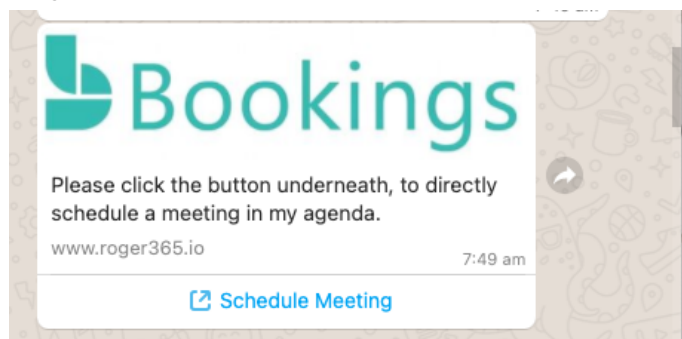 Bookings
Please click the button underneath, to directly
schedule a meeting in my agenda.
www.roger365.io
7:49 am
Schedule Meeting